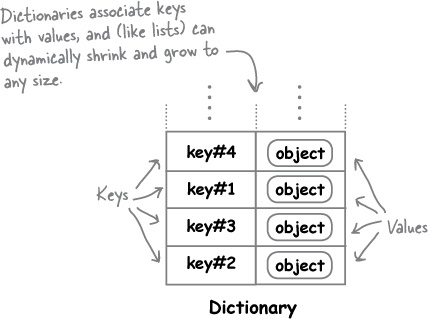 Dictionaries associate keys
with values, and (like lists) can
dynamically shrink and grow to
any size.
key#4 object
key#1 object
Keys
key#3 object
Values
key#2 object
Dictionary